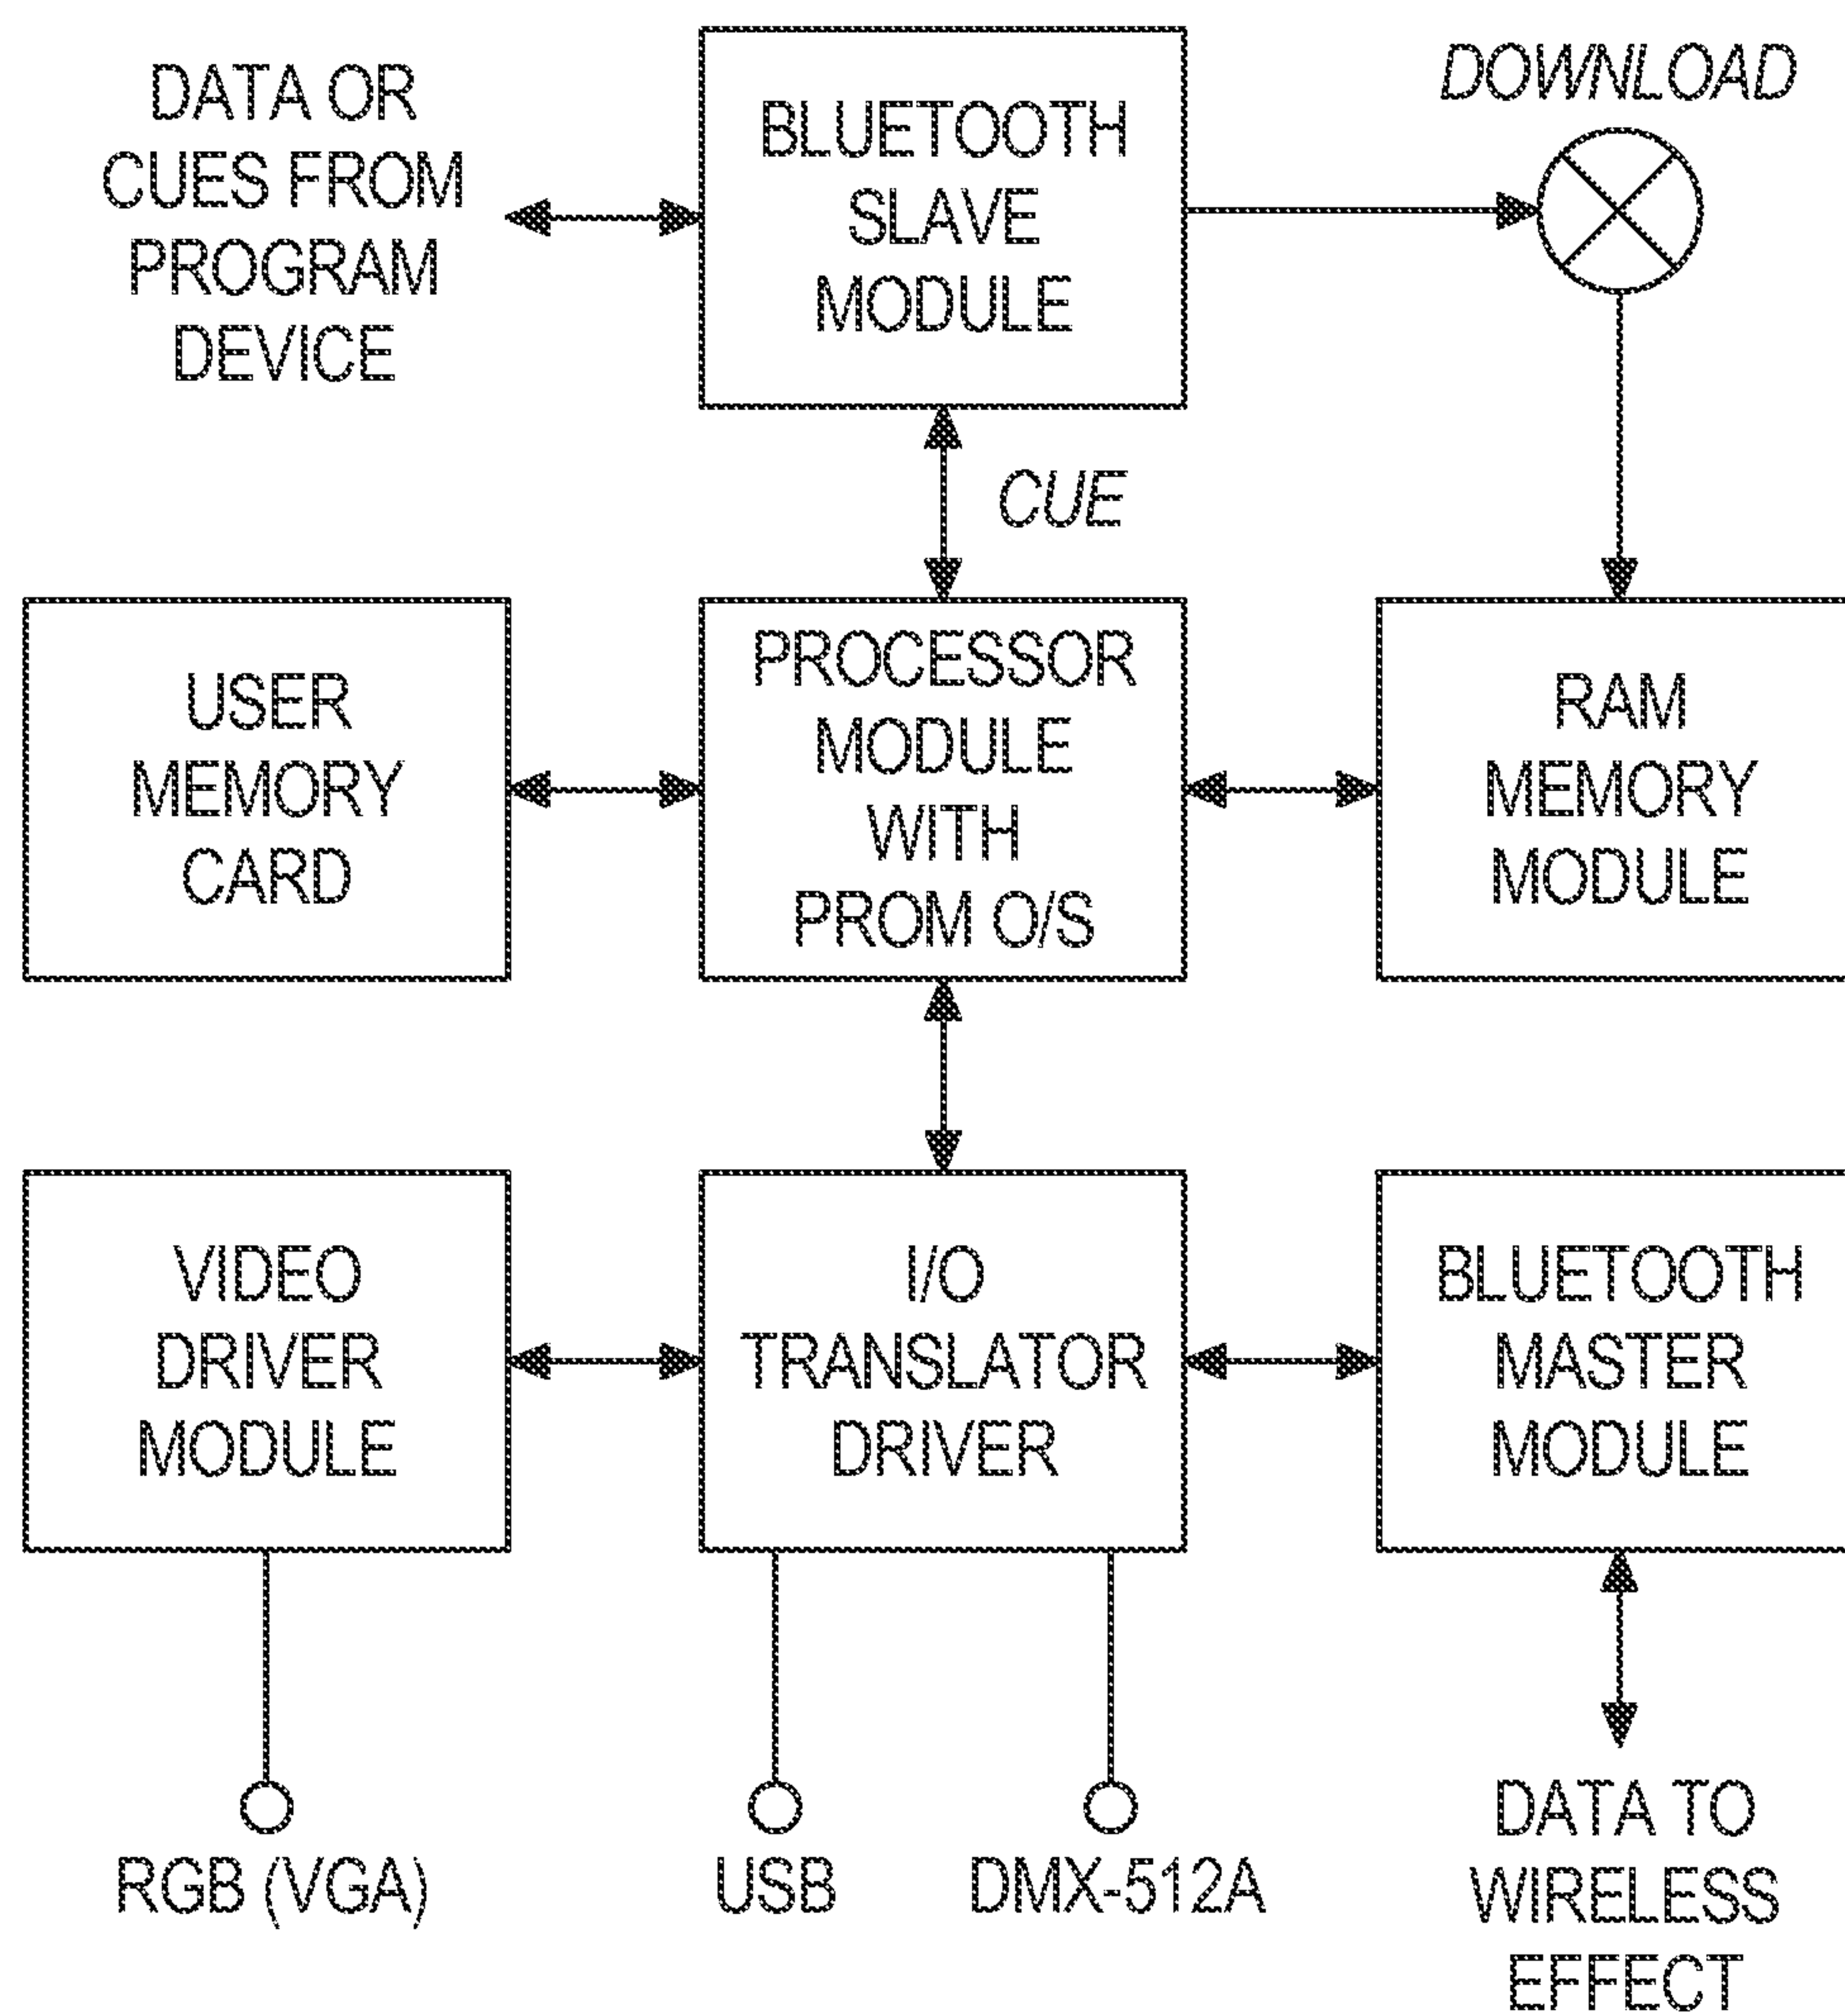 DATA OR
CUES FROM
PROGRAM
DEVICE
BLUETOOTH
SLAVE
MODULE
DOWNLOAD
CUE
USER
MEMORY
CARD
PROCESSOR
MODULE
WITH
PROM O/S
RAM
MEMORY
MODULE
VIDEO
DRIVER
MODULE
I/O
TRANSLATOR
DRIVER
BLUETOOTH
MASTER
MODULE
RGB (VGA)
USB
DMX-512A
DATA TO
WIRELESS
EFFECT